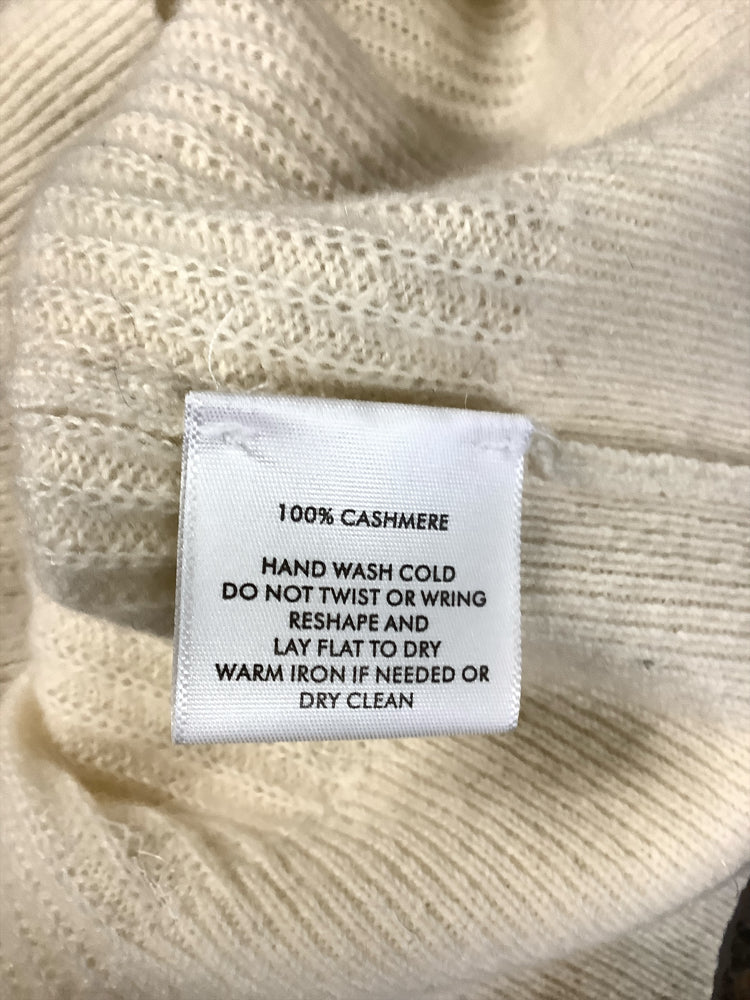 100% CASHMERE
HAND WASH COLD
DO NOT TWIST OR WRING
RESHAPE AND
LAY FLAT TO DRY
WARM IRON IF NEEDED OR
DRY CLEAN